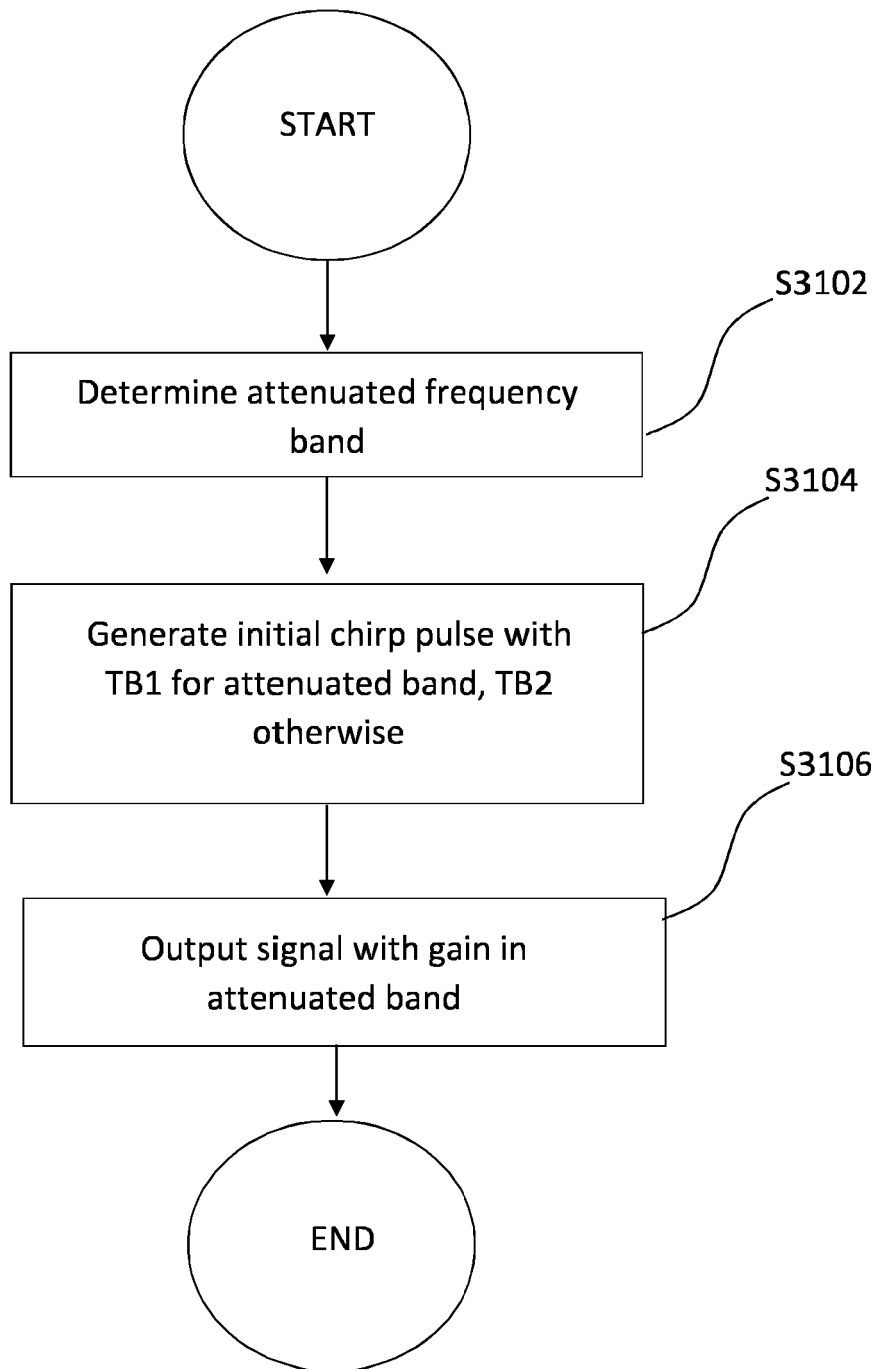 START
S3102
Determine attenuated frequency
band
S3104
Generate initial chirp pulse with
TB1 for attenuated band, TB2
otherwise
S3106
Output signal with gain in
attenuated band
END